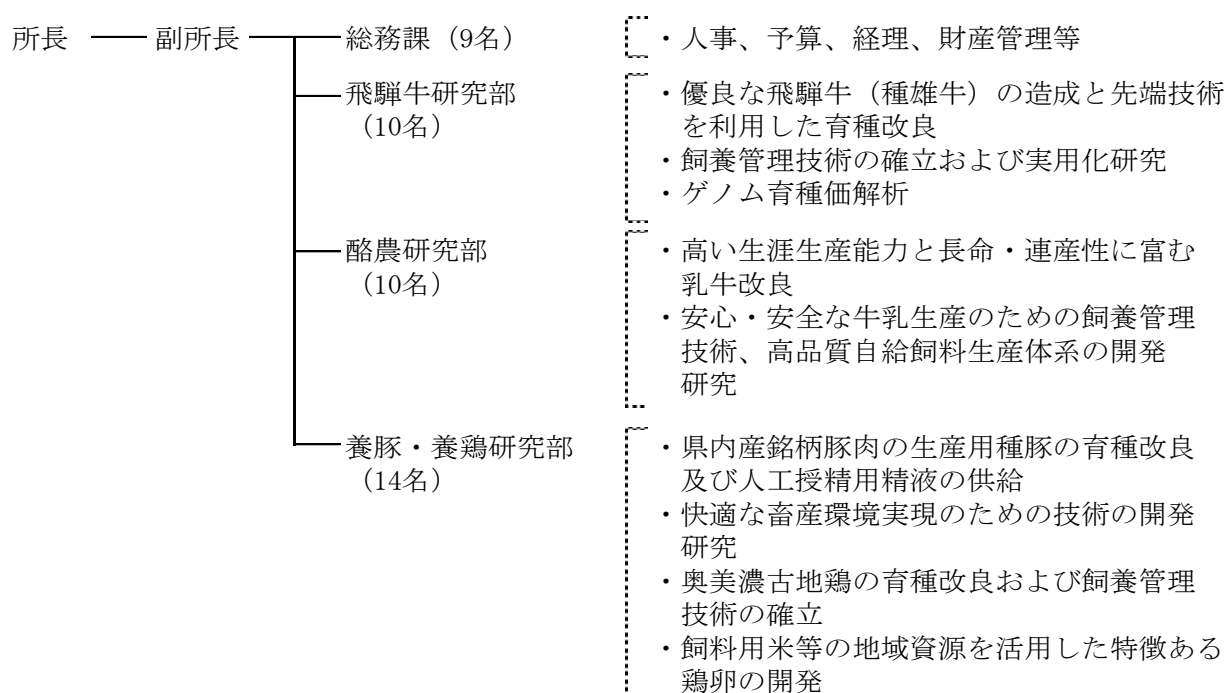 所長 副所長 総務課（9名） ・人事、予算、経理、財産管理等
飛騨牛研究部
（10名）
・優良な飛騨牛（種雄牛）の造成と先端技術
を利用した育種改良
・飼養管理技術の確立および実用化研究
・ゲノム育種価解析
酪農研究部
（10名）
・高い生涯生産能力と長命・連産性に富む
乳牛改良
・安心・安全な牛乳生産のための飼養管理
技術、高品質自給飼料生産体系の開発
研究
養豚・養鶏研究部
（14名）
・県内産銘柄豚肉の生産用種豚の育種改良
及び人工授精用精液の供給
・快適な畜産環境実現のための技術の開発
研究
・奥美濃古地鶏の育種改良および飼養管理
技術の確立
・飼料用米等の地域資源を活用した特徴ある
鶏卵の開発